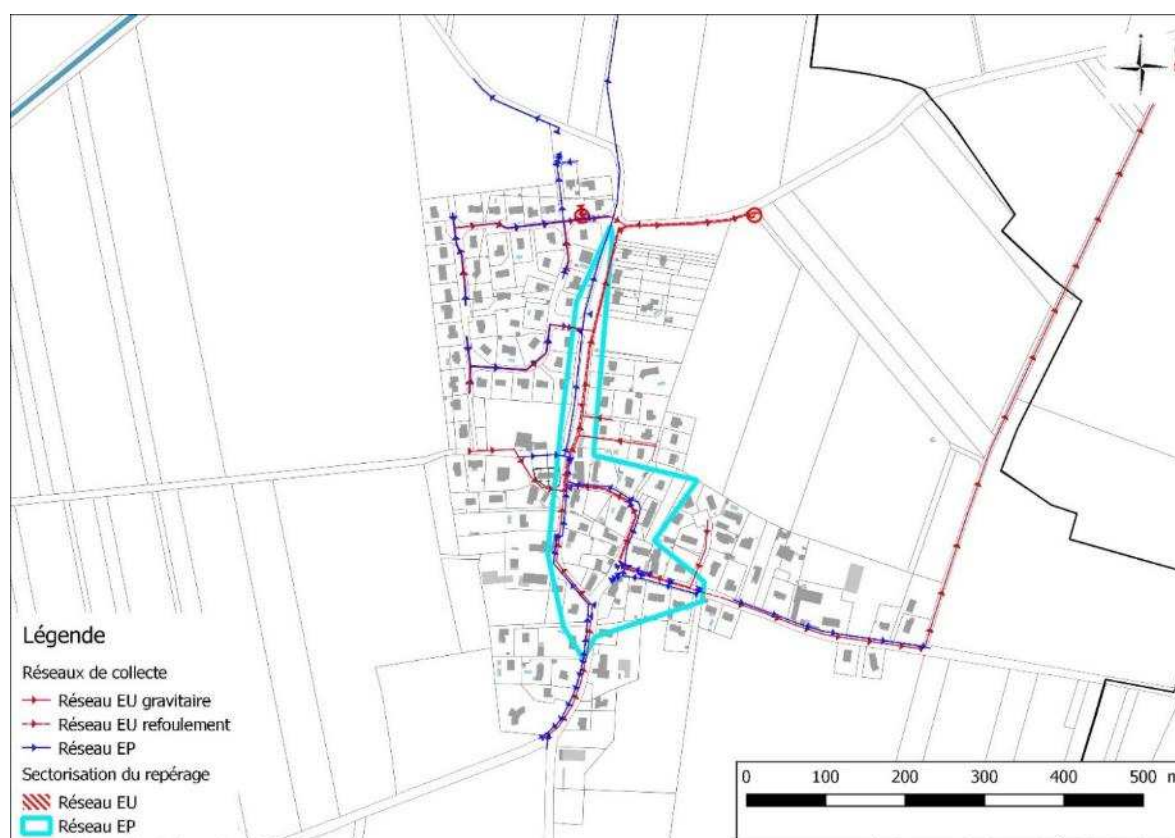 Légende
Réseaux de collecte
Réseau EU gravitaire
Réseau EU refoulement
Réseau EP
Sectorisation du repérage
Réseau EU
Réseau EP
0 100 200 300 400 500 m